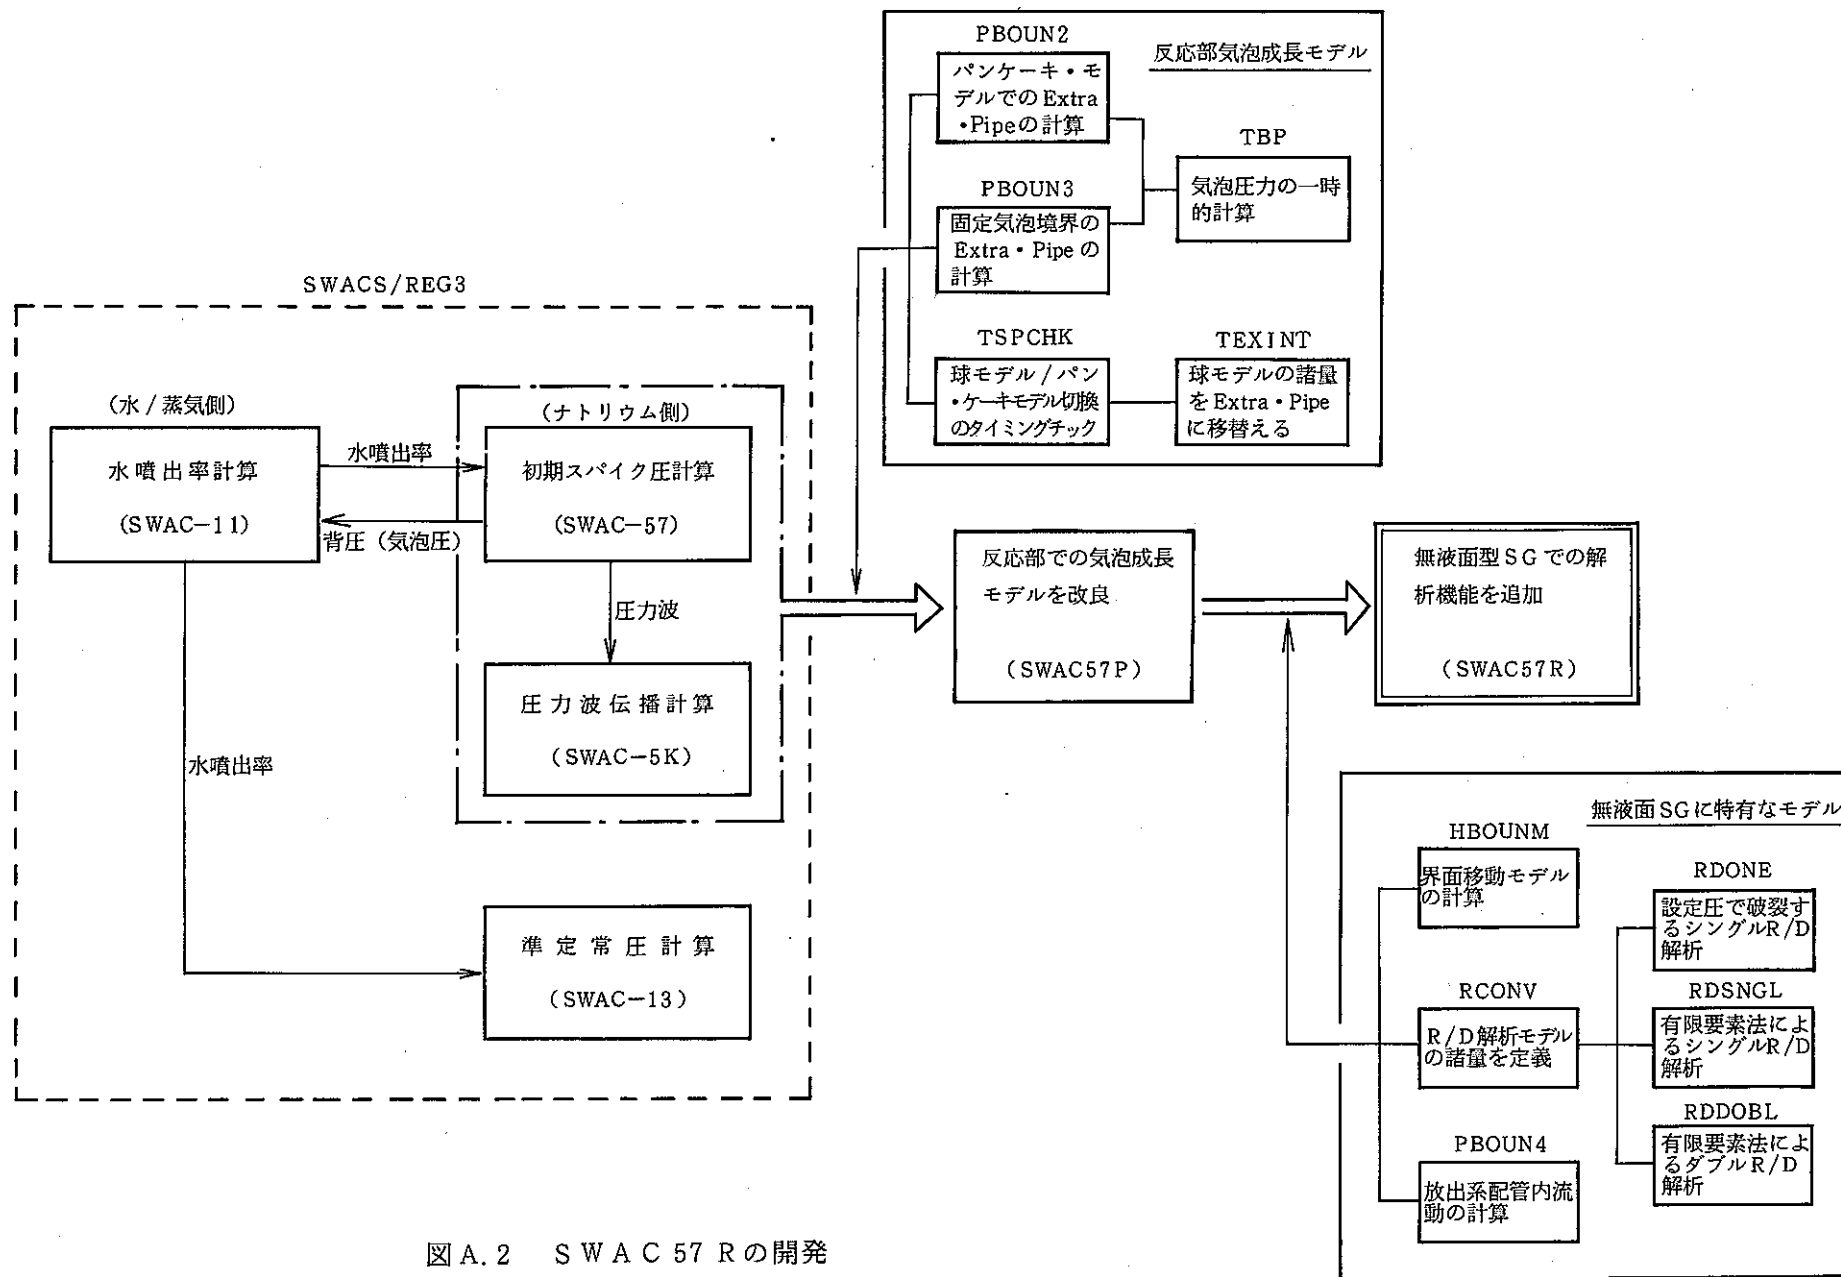 PBOUN2
反応部気泡成長モデル
パンケーキ・モ
デルでのExtra
・Pipeの計算
TBP
気泡圧力の一時
的計算
PBOUN3
固定気泡境界の
Extra・Pipeの
計算
TSPCHK
球モデル/パン
・ケーキモデル切換
のタイミングチック
TEXINT
球モデルの諸量
をExtra・Pipe
に移替える
SWACS/REG3
(水/蒸気側)
水噴出率計算
(SWAC-11)
水噴出率
背圧(気泡圧)
(ナトリウム側)
初期スパイク圧計算
(SWAC-57)
圧力波
圧力波伝播計算
(SWAC-5K)
水噴出率
準定常圧計算
(SWAC-13)
反応部での気泡成長
モデルを改良
(SWAC57P)
無液面型SGでの解
析機能を追加
(SWAC57R)
無液面SGに特有なモデル
HBOUNM
界面移動モデル
の計算
RCONV
R/D解析モデル
の諸量を定義
PBOUN4
放出系配管内流
動の計算
RDONE
設定圧で破裂す
るシングルR/D
解析
RDSNGL
有限要素法によ
るシングルR/D
解析
RDDOBL
有限要素法によ
るダブルR/D
解析
図A.2 SWAC57Rの開発